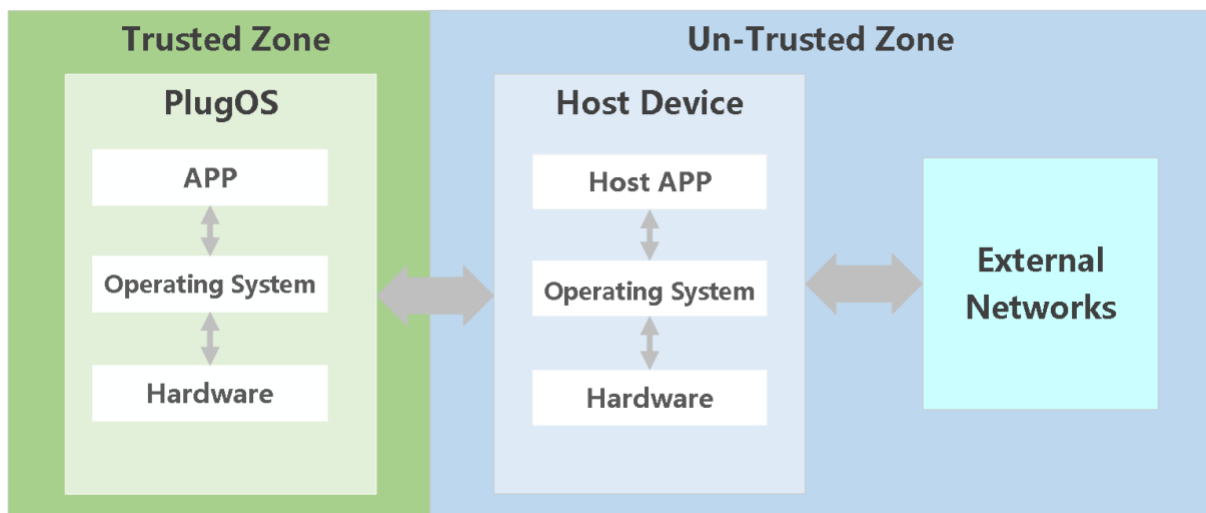 Trusted Zone
Un-Trusted Zone
PlugOS
APP
Operating System
Hardware
Host Device
Host APP
Operating System
Hardware
External
Networks